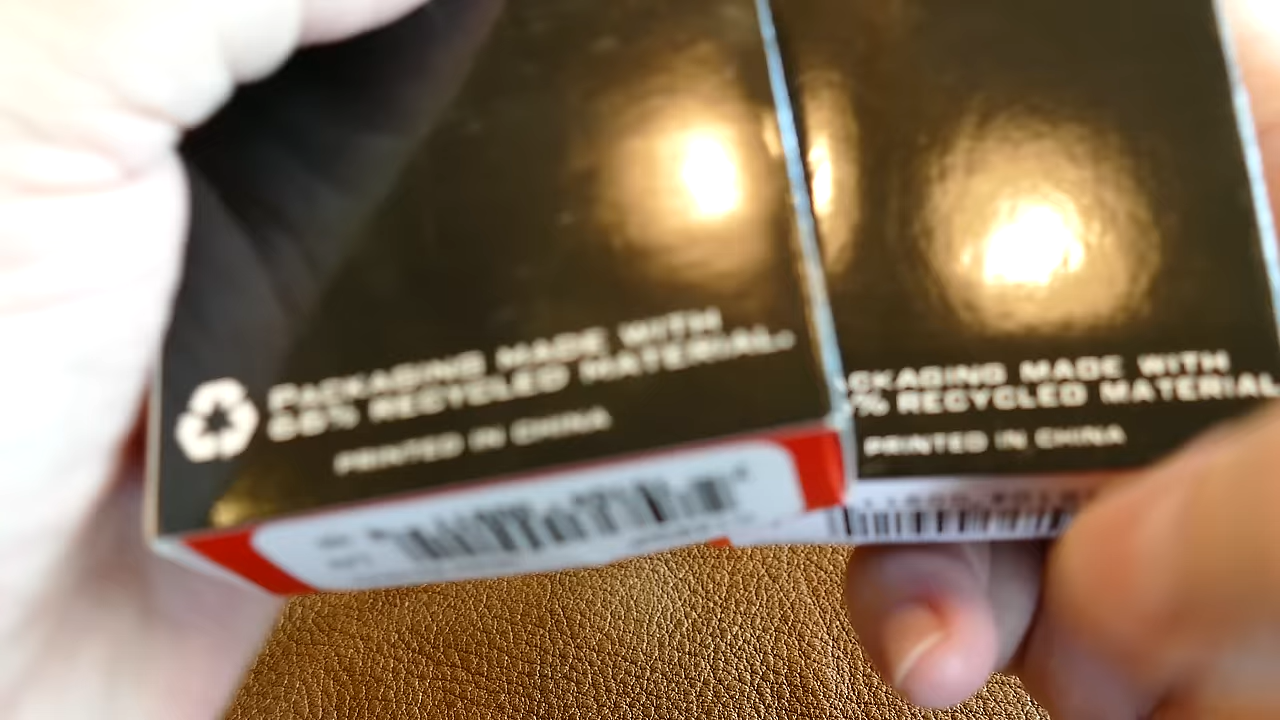 PACKAGING MADE WITH
RECYCLED MATERIAL.
PRINTED IN CHINA
CKAGING MADE WITH
% RECYCLED MATERIAL
PRINTED IN CHINA